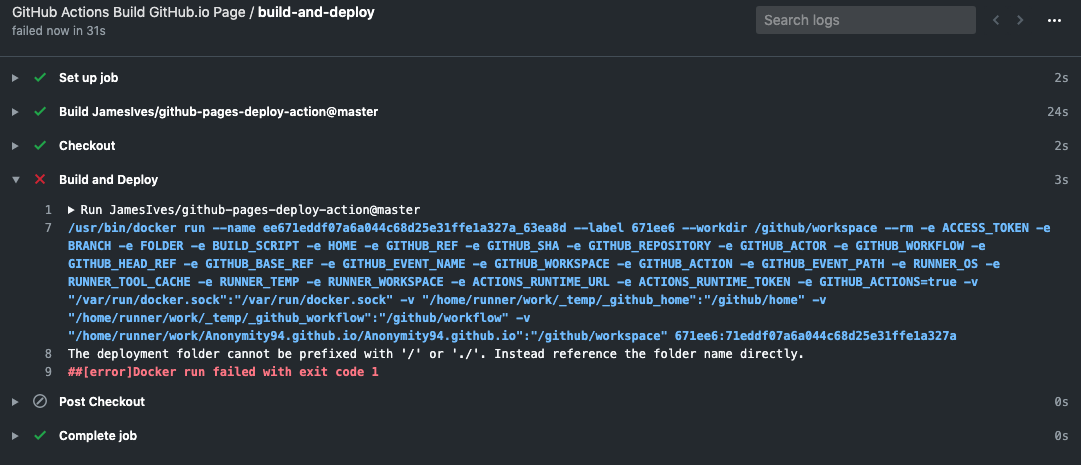 GitHub Actions Build GitHub.io Page / build-and-deploy
failed now in 31s
Search logs
Set up job 2s
Build JamesIves/github-pages-deploy-action@master 24s
Checkout 2s
Build and Deploy 3s
1 Run JamesIves/github-pages-deploy-action@master
7 /usr/bin/docker run --name ee671eddf07a6a044c68d25e31ffe1a327a_63ea8d --label 671ee6 --workdir /github/workspace --rm -e ACCESS_TOKEN -e
BRANCH -e FOLDER -e BUILD_SCRIPT -e HOME -e GITHUB_REF -e GITHUB_SHA -e GITHUB_REPOSITORY -e GITHUB_ACTOR -e GITHUB_WORKFLOW -e
GITHUB_HEAD_REF -e GITHUB_BASE_REF -e GITHUB_EVENT_NAME -e GITHUB_WORKSPACE -e GITHUB_ACTION -e GITHUB_EVENT_PATH -e RUNNER_OS -e
RUNNER_TOOL_CACHE -e RUNNER_TEMP -e RUNNER_WORKSPACE -e ACTIONS_RUNTIME_URL -e ACTIONS_RUNTIME_TOKEN -e GITHUB_ACTIONS=true -v
"/var/run/docker.sock":"/var/run/docker.sock" -v "/home/runner/work/_temp/_github_home":"/github/home" -v
"/home/runner/work/_temp/_github_workflow":"/github/workflow" -v
"/home/runner/work/Anonymity94.github.io/Anonymity94.github.io":"/github/workspace" 671ee6:71eddf07a6a044c68d25e31ffe1a327a
8 The deployment folder cannot be prefixed with '/' or './'. Instead reference the folder name directly.
9 ##[error]Docker run failed with exit code 1
Post Checkout 0s
Complete job 0s